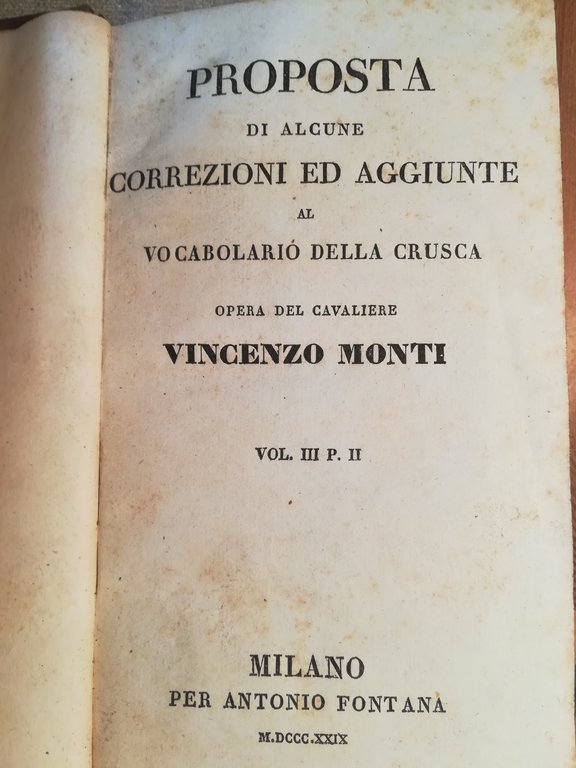 PROPOSTA
DI ALCUNE
CORREZIONI ED AGGIUNTE
AL
VOCABOLARIO DELLA CRUSCA
OPERA DEL CAVALIERE
VINCENZO MONTI
VOL. III P. II
MILANO
PER ANTONIO FONTANA
M.DCCC.XXIX